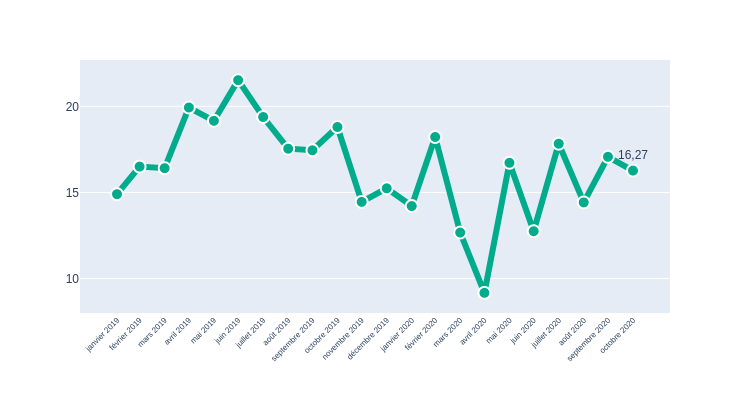 20
15
10
16,27
janvier 2019
février 2019
mars 2019
avril 2019
mai 2019
juin 2019
juillet 2019
août 2019
septembre 2019
octobre 2019
novembre 2019
décembre 2019
janvier 2020
février 2020
mars 2020
avril 2020
mai 2020
juin 2020
juillet 2020
août 2020
septembre 2020
octobre 2020